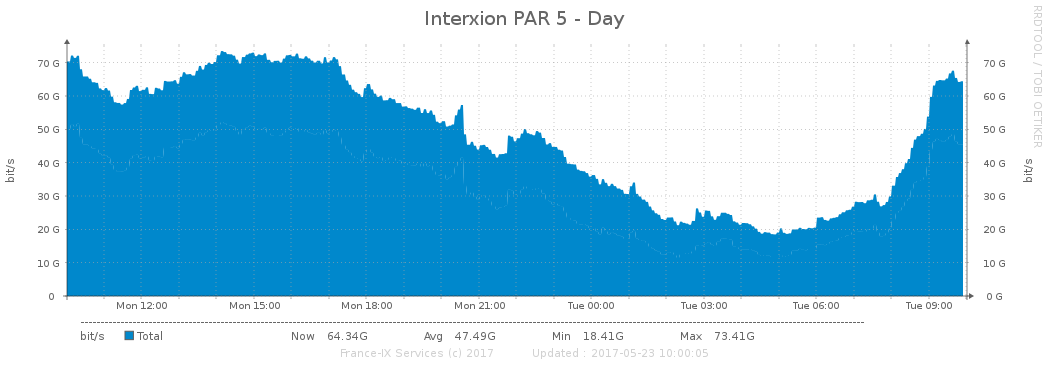 Interxion PAR 5 - Day
RRDTOOL / TOBI OETIKER
bit/s
70 G
60 G
50 G
40 G
30 G
20 G
10 G
0
70 G
60 G
50 G
40 G
30 G
20 G
10 G
0 G
bit/s
Mon 12:00 Mon 15:00 Mon 18:00 Mon 21:00 Tue 00:00 Tue 03:00 Tue 06:00 Tue 09:00
bit/s Total Now 64.34G Avg 47.49G Min 18.41G Max 73.41G
France-IX Services (c) 2017 Updated : 2017-05-23 10:00:05